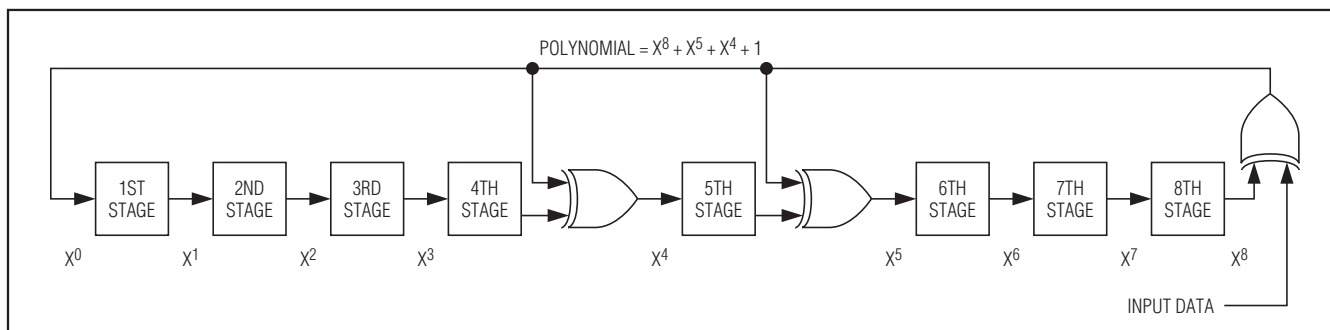 POLYNOMIAL = X⁸ + X⁵ + X⁴ + 1
1ST
STAGE
2ND
STAGE
3RD
STAGE
4TH
STAGE
5TH
STAGE
6TH
STAGE
7TH
STAGE
8TH
STAGE
X⁰ X¹ X² X³ X⁴ X⁵ X⁶ X⁷ X⁸
INPUT DATA